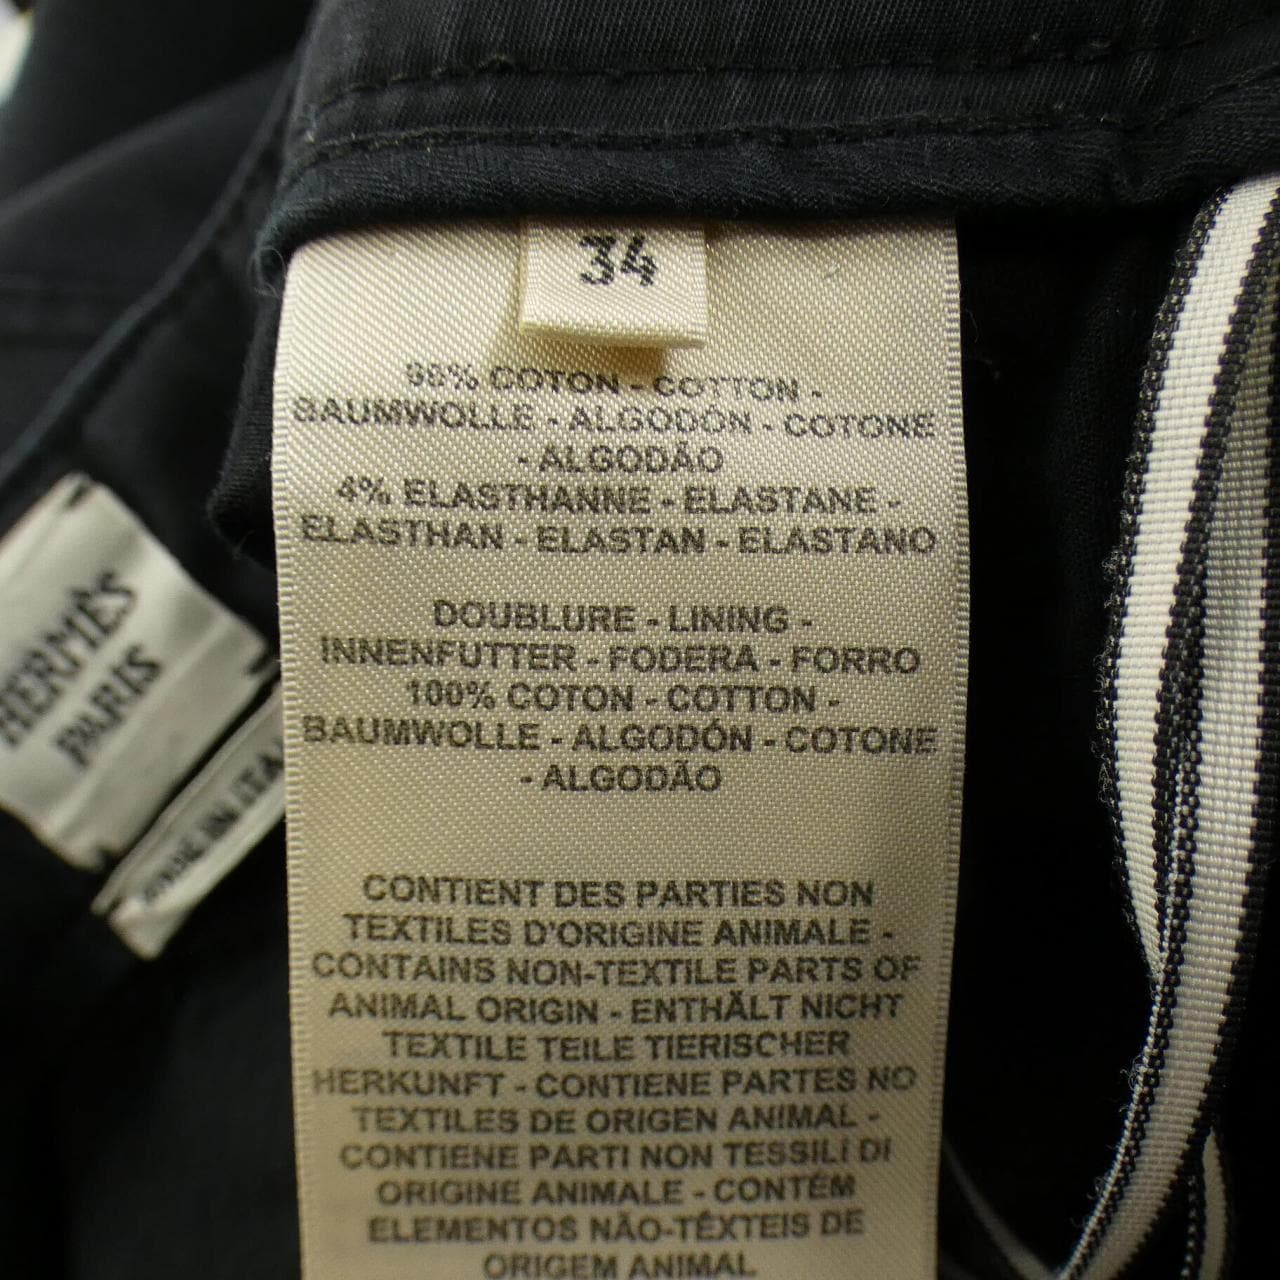 34
96% COTON - COTTON -
BAUMWOLLE - ALGODÓN - COTONE
- ALGODÃO
4% ELASTHANNE - ELASTANE -
ELASTHAN - ELASTAN - ELASTANO
DOUBLURE - LINING -
INNENFUTTER - FODERA - FORRO
100% COTON - COTTON -
BAUMWOLLE - ALGODÓN - COTONE
- ALGODÃO
CONTIENT DES PARTIES NON
TEXTILES D'ORIGINE ANIMALE -
CONTAINS NON-TEXTILE PARTS OF
ANIMAL ORIGIN - ENTHÄLT NICHT
TEXTILE TEILE TIERISCHER
HERKUNFT - CONTIENE PARTES NO
TEXTILES DE ORIGEN ANIMAL -
CONTIENE PARTI NON TESSILI DI
ORIGINE ANIMALE - CONTÉM
ELEMENTOS NÃO-TÊXTEIS DE
ORIGEM ANIMAL
HERMÈS
PARIS
MADE IN ITA